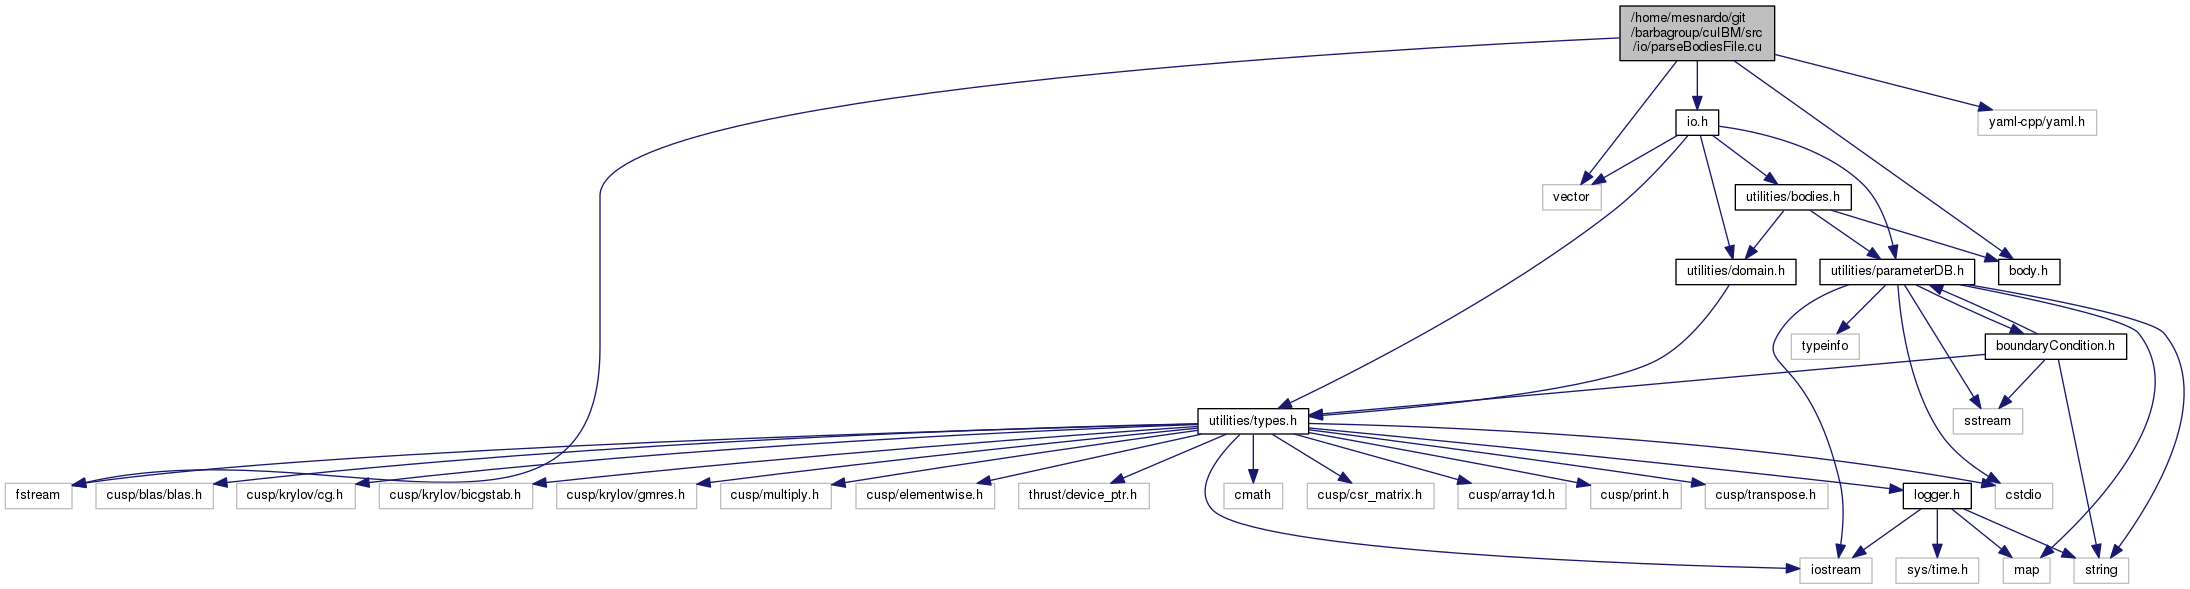 /home/mesnardo/git
/barbagroup/cuIBM/src
/io/parseBodiesFile.cu
io.h
yaml-cpp/yaml.h
vector
utilities/bodies.h
utilities/domain.h
utilities/parameterDB.h
body.h
typeinfo
boundaryCondition.h
utilities/types.h
sstream
fstream
cusp/blas/blas.h
cusp/krylov/cg.h
cusp/krylov/bicgstab.h
cusp/krylov/gmres.h
cusp/multiply.h
cusp/elementwise.h
thrust/device_ptr.h
cmath
cusp/csr_matrix.h
cusp/array1d.h
cusp/print.h
cusp/transpose.h
logger.h
cstdio
iostream
sys/time.h
map
string